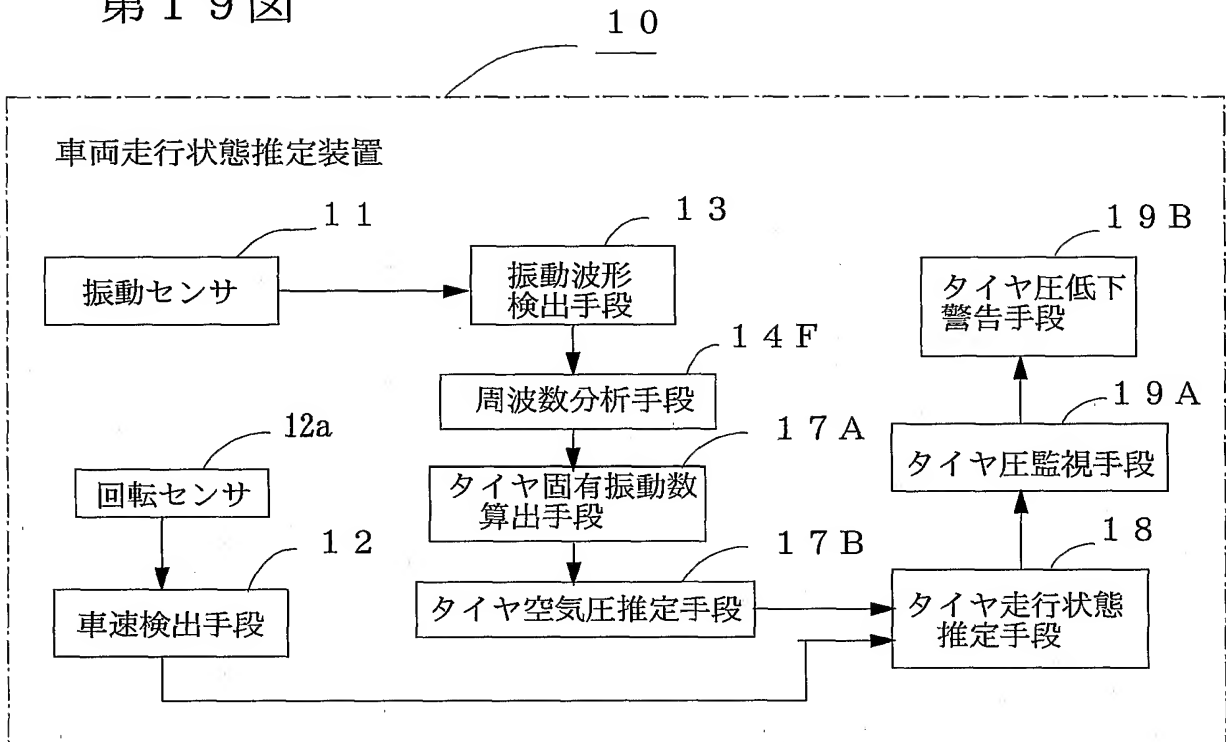 第１９図
１０
車両走行状態推定装置
１１
振動センサ
１３
振動波形
検出手段
１４F
周波数分析手段
１７A
タイヤ固有振動数
算出手段
１７B
タイヤ空気圧推定手段
12a
回転センサ
１２
車速検出手段
１９B
タイヤ圧低下
警告手段
１９A
タイヤ圧監視手段
１８
タイヤ走行状態
推定手段